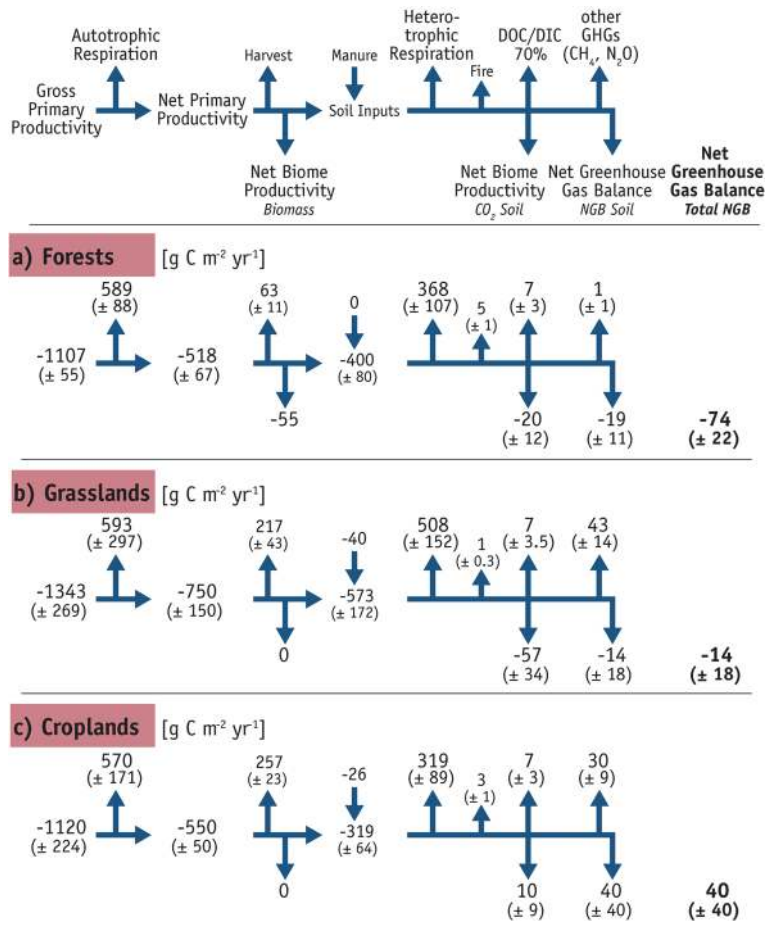 Autotrophic
Respiration
Gross
Primary
Productivity
Net Primary
Productivity
Harvest
Net Biome
Productivity
Biomass
Manure
Soil Inputs
Hetero-
trophic
Respiration
Fire
DOC/DIC
70%
other
GHGs
(CH₄, N₂O)
Net Biome
Productivity
CO₂ Soil
Net Greenhouse
Gas Balance
NGB Soil
Net
Greenhouse
Gas Balance
Total NGB
a) Forests [g C m⁻² yr⁻¹]
589
(± 88)
-1107
(± 55)
-518
(± 67)
63
(± 11)
-55
0
-400
(± 80)
368
(± 107)
5
(± 1)
7
(± 3)
1
(± 1)
-20
(± 12)
-19
(± 11)
-74
(± 22)
b) Grasslands [g C m⁻² yr⁻¹]
593
(± 297)
-1343
(± 269)
-750
(± 150)
217
(± 43)
0
-40
-573
(± 172)
508
(± 152)
1
(± 0.3)
7
(± 3.5)
43
(± 14)
-57
(± 34)
-14
(± 18)
-14
(± 18)
c) Croplands [g C m⁻² yr⁻¹]
570
(± 171)
-1120
(± 224)
-550
(± 50)
257
(± 23)
0
-26
-319
(± 64)
319
(± 89)
3
(± 1)
7
(± 3)
30
(± 9)
10
(± 9)
40
(± 40)
40
(± 40)